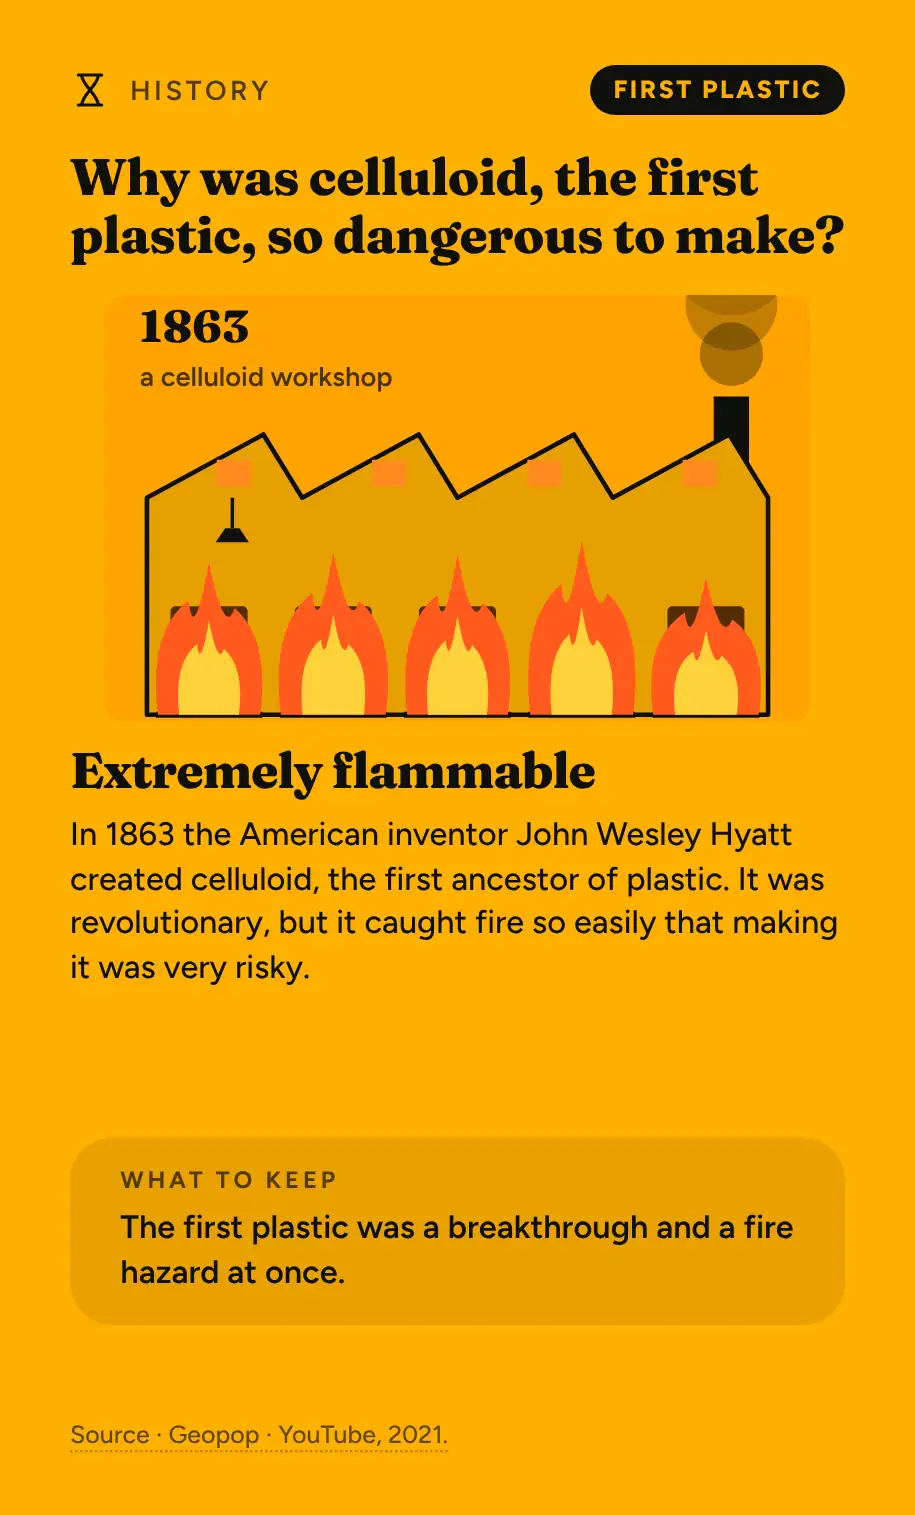 HISTORY
FIRST PLASTIC
Why was celluloid, the first
plastic, so dangerous to make?
1863
a celluloid workshop
Extremely flammable
In 1863 the American inventor John Wesley Hyatt
created celluloid, the first ancestor of plastic. It was
revolutionary, but it caught fire so easily that making
it was very risky.
WHAT TO KEEP
The first plastic was a breakthrough and a fire
hazard at once.
Source · Geopop · YouTube, 2021.